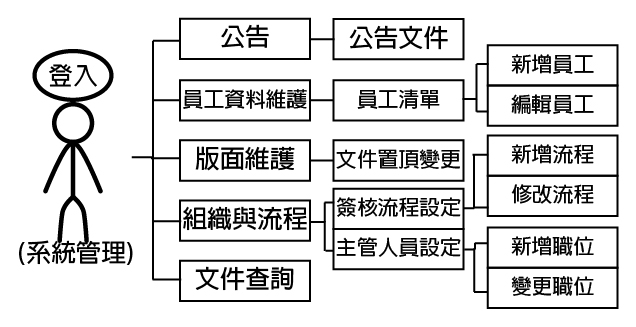 登入
(系統管理)
公告
公告文件
員工資料維護
員工清單
新增員工
編輯員工
版面維護
文件置頂變更
組織與流程
簽核流程設定
新增流程
修改流程
主管人員設定
新增職位
變更職位
文件查詢